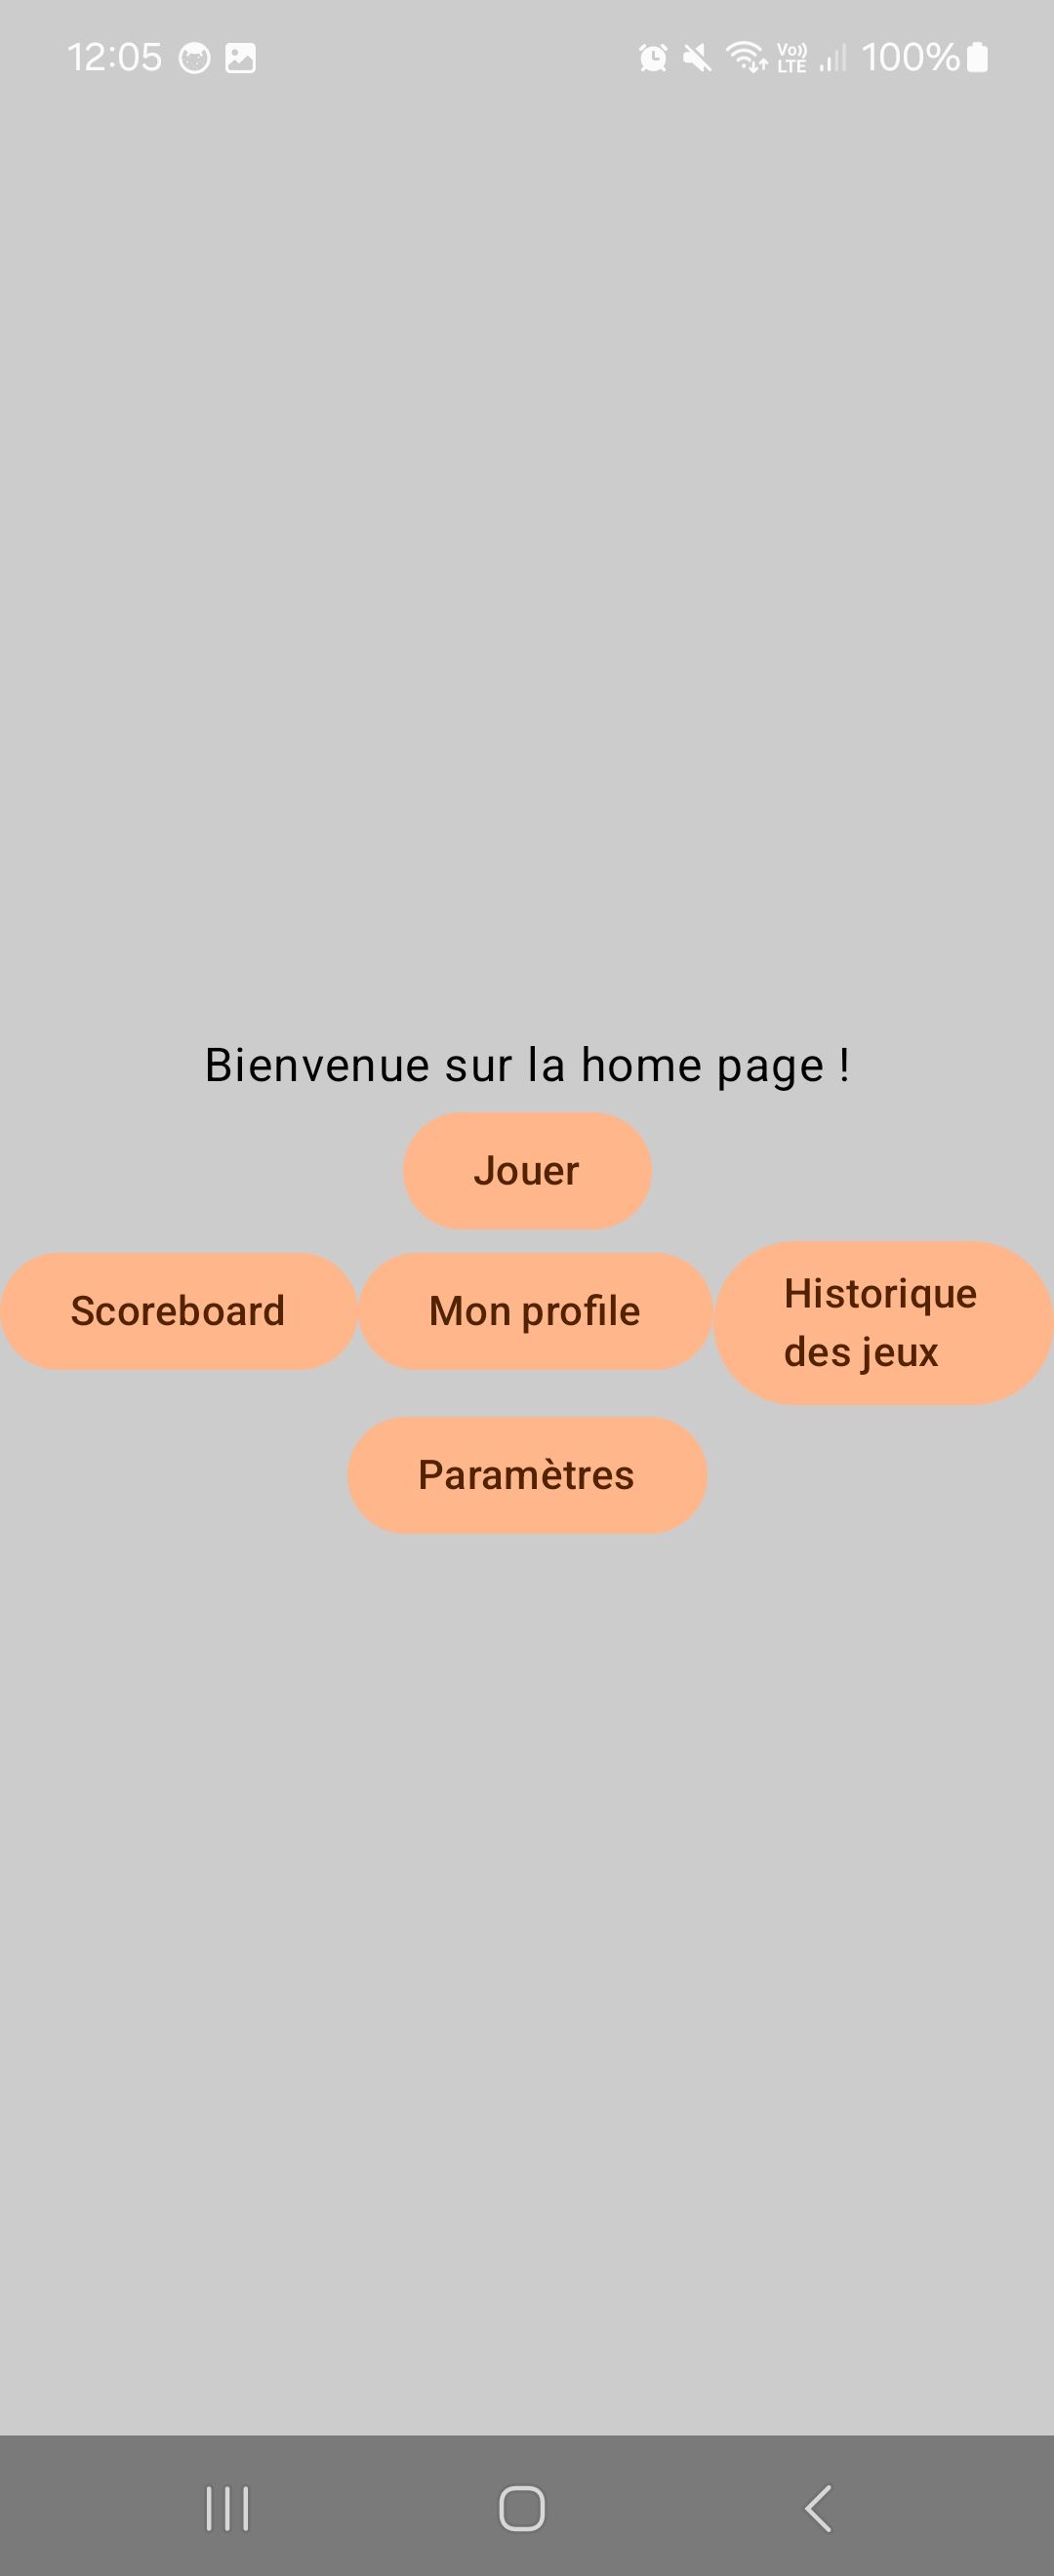 12:05 Vo)) LTE 100%
Bienvenue sur la home page !
Jouer
Scoreboard Mon profile Historique
des jeux
Paramètres